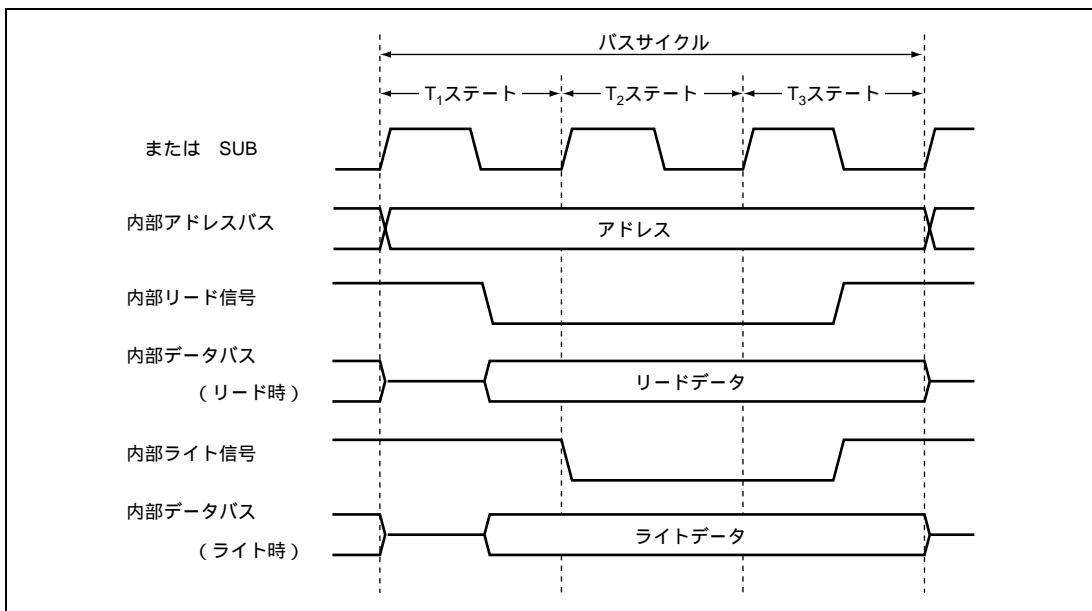 バスサイクル
T₁ステート T₂ステート T₃ステート
または SUB
内部アドレスバス アドレス
内部リード信号
内部データバス
(リード時) リードデータ
内部ライト信号
内部データバス
(ライト時) ライトデータ